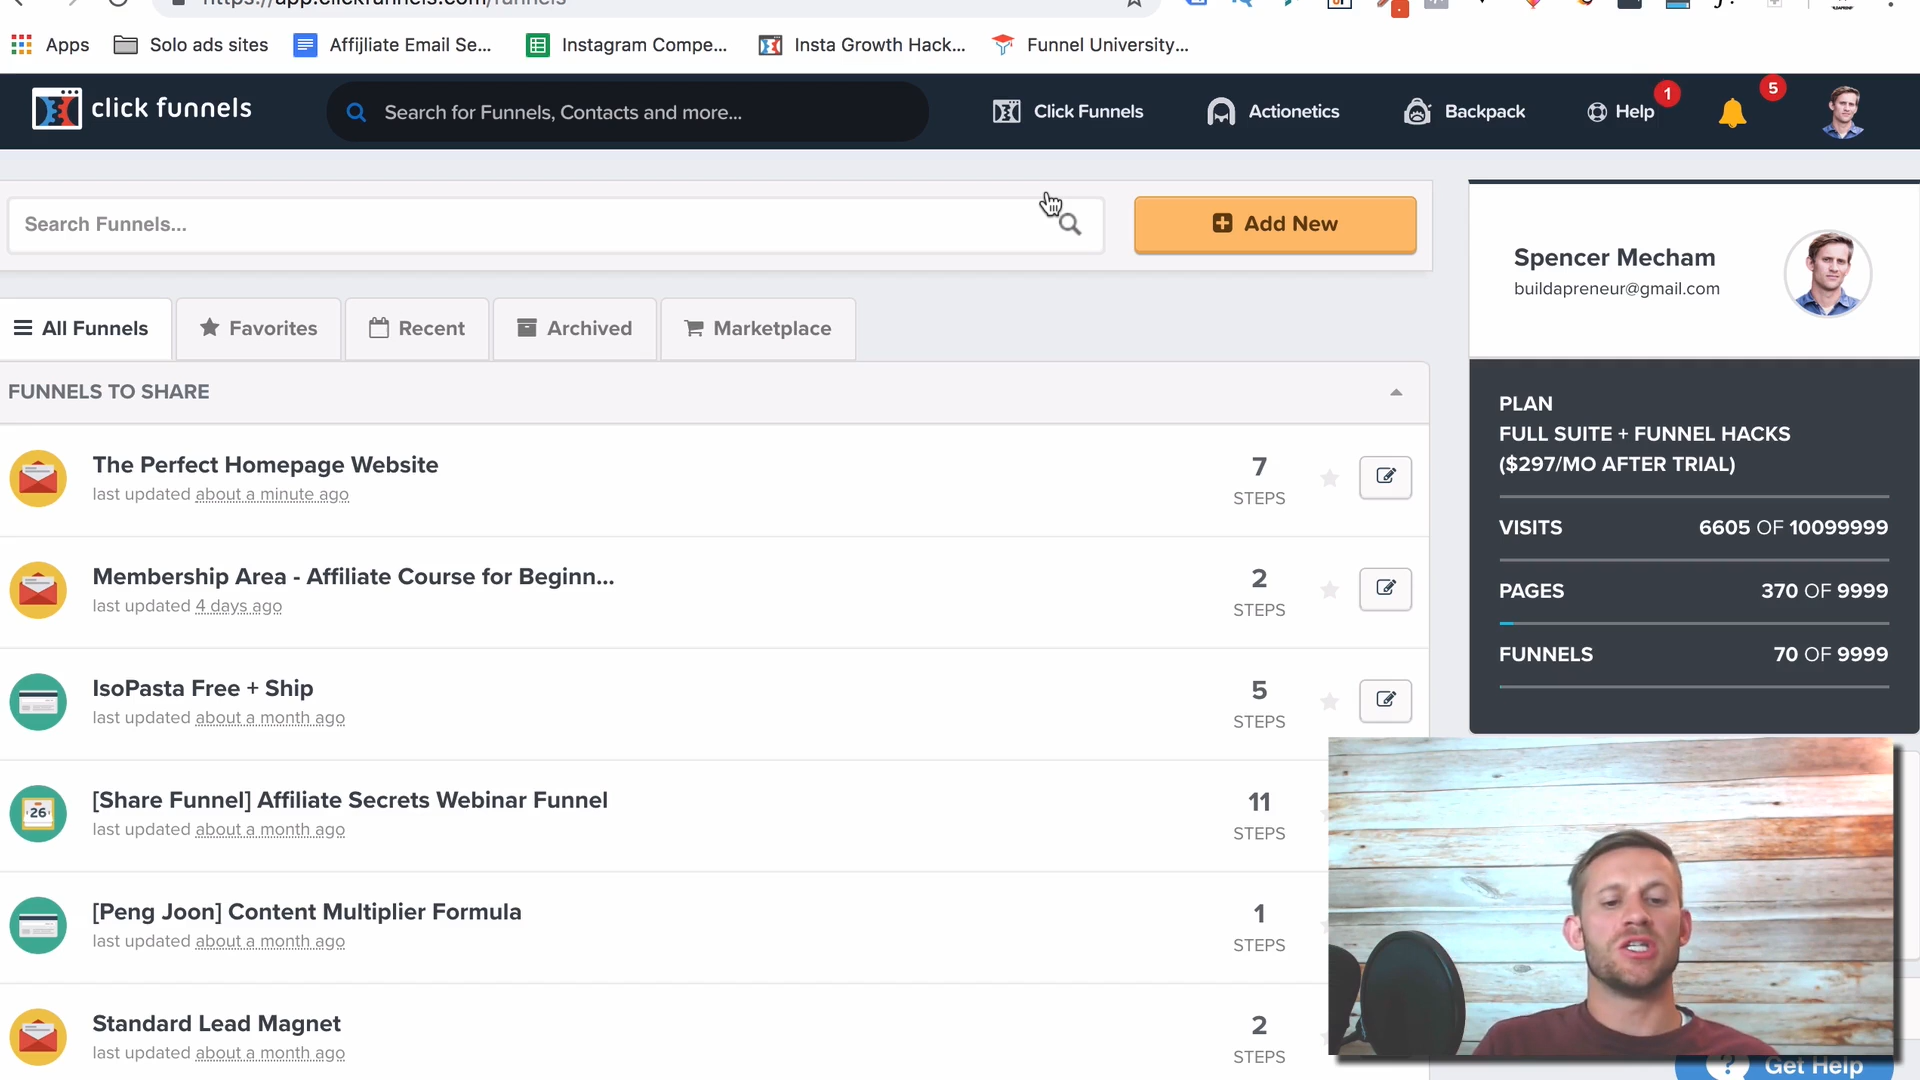 Apps
Solo ads sites
Affijliate Email Se...
Instagram Compe...
Insta Growth Hack...
Funnel University...
click funnels
Search for Funnels, Contacts and more...
Click Funnels
Actionetics
Backpack
Help
1
5
Search Funnels...
Add New
Spencer Mecham
buildapreneur@gmail.com
All Funnels
Favorites
Recent
Archived
Marketplace
FUNNELS TO SHARE
PLAN
FULL SUITE + FUNNEL HACKS
($297/MO AFTER TRIAL)
VISITS 6605 OF 10099999
PAGES 370 OF 9999
FUNNELS 70 OF 9999
The Perfect Homepage Website
last updated about a minute ago
7
STEPS
Membership Area - Affiliate Course for Beginn...
last updated 4 days ago
2
STEPS
IsoPasta Free + Ship
last updated about a month ago
5
STEPS
26
[Share Funnel] Affiliate Secrets Webinar Funnel
last updated about a month ago
11
STEPS
[Peng Joon] Content Multiplier Formula
last updated about a month ago
1
STEPS
Standard Lead Magnet
last updated about a month ago
2
STEPS
? Get Help